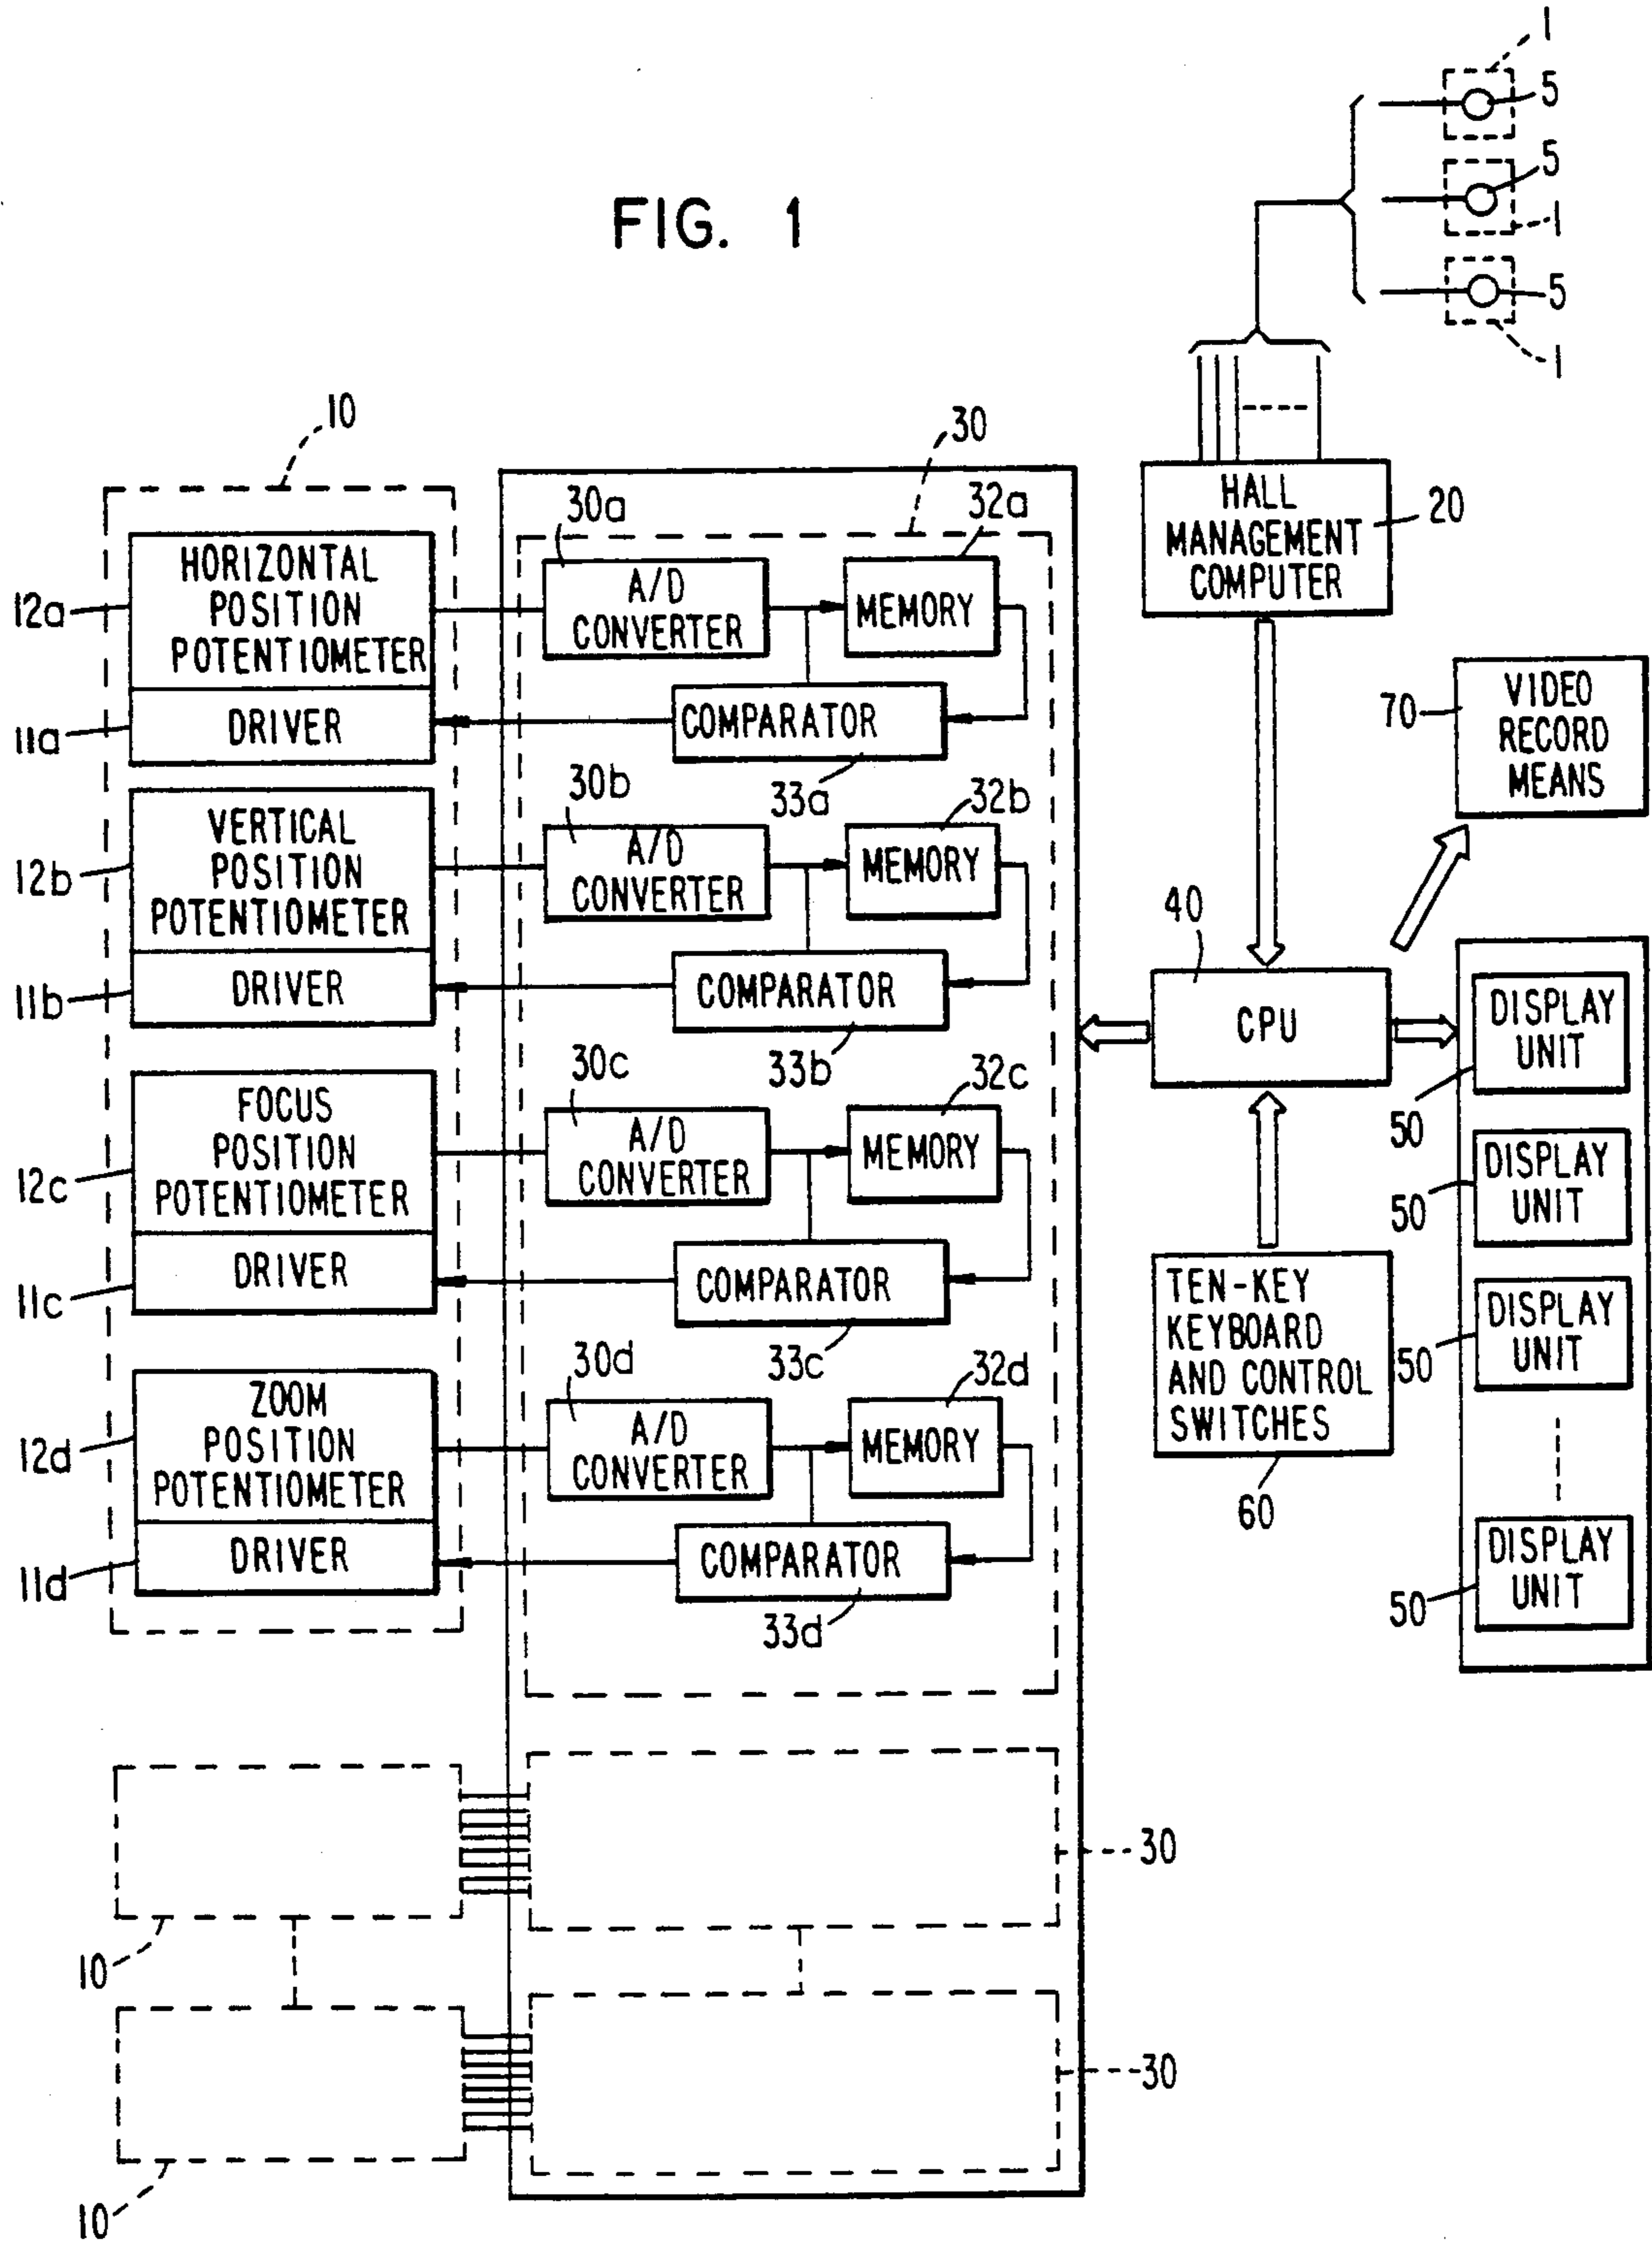 FIG. 1
1
5
5
1
5
1
10
30
HALL
MANAGEMENT
COMPUTER
20
30a
32a
12a
HORIZONTAL
POSITION
POTENTIOMETER
A/D
CONVERTER
MEMORY
11a
DRIVER
COMPARATOR
33a
70
VIDEO
RECORD
MEANS
30b
32b
12b
VERTICAL
POSITION
POTENTIOMETER
A/D
CONVERTER
MEMORY
11b
DRIVER
COMPARATOR
33b
40
CPU
DISPLAY
UNIT
50
30c
32c
12c
FOCUS
POSITION
POTENTIOMETER
A/D
CONVERTER
MEMORY
DISPLAY
UNIT
50
11c
DRIVER
COMPARATOR
33c
TEN-KEY
KEYBOARD
AND CONTROL
SWITCHES
60
DISPLAY
UNIT
50
30d
32d
12d
ZOOM
POSITION
POTENTIOMETER
A/D
CONVERTER
MEMORY
11d
DRIVER
COMPARATOR
33d
DISPLAY
UNIT
50
30
10
30
10